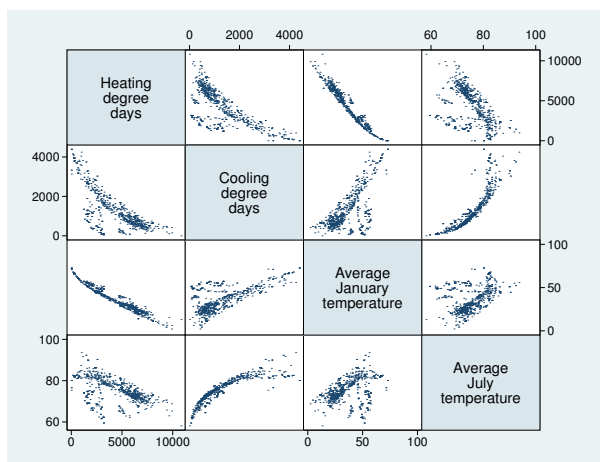 0 2000 4000 60 80 100
Heating
degree
days
10000
5000
0
4000
2000
0
Cooling
degree
days
Average
January
temperature
100
50
0
100
80
60
Average
July
temperature
0 5000 10000 0 50 100